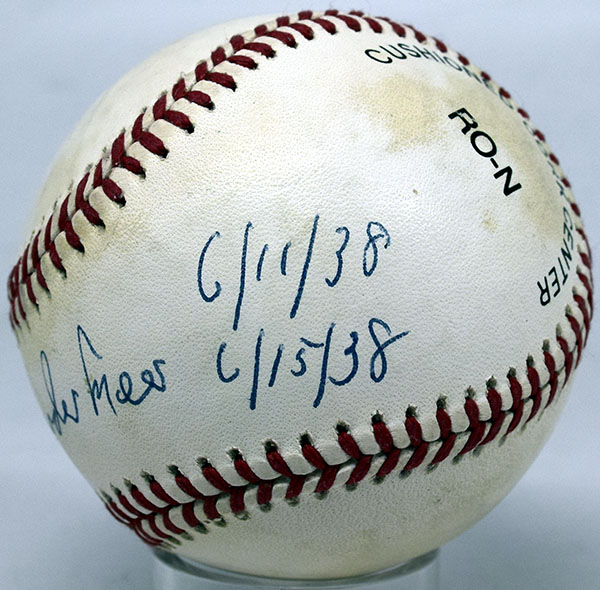 CUSHION
CENTER
RO-N
6/11/38
6/15/38
der Meer